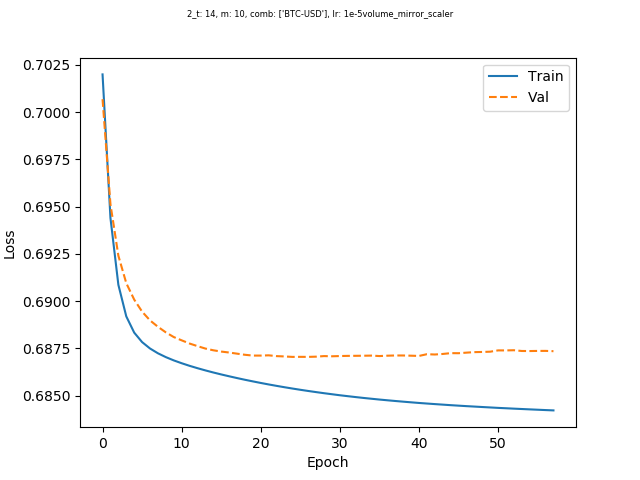 2_t: 14, m: 10, comb: ['BTC-USD'], lr: 1e-5volume_mirror_scaler
0.7025
0.7000
0.6975
0.6950
0.6925
0.6900
0.6875
0.6850
Loss
Train
Val
0 10 20 30 40 50
Epoch